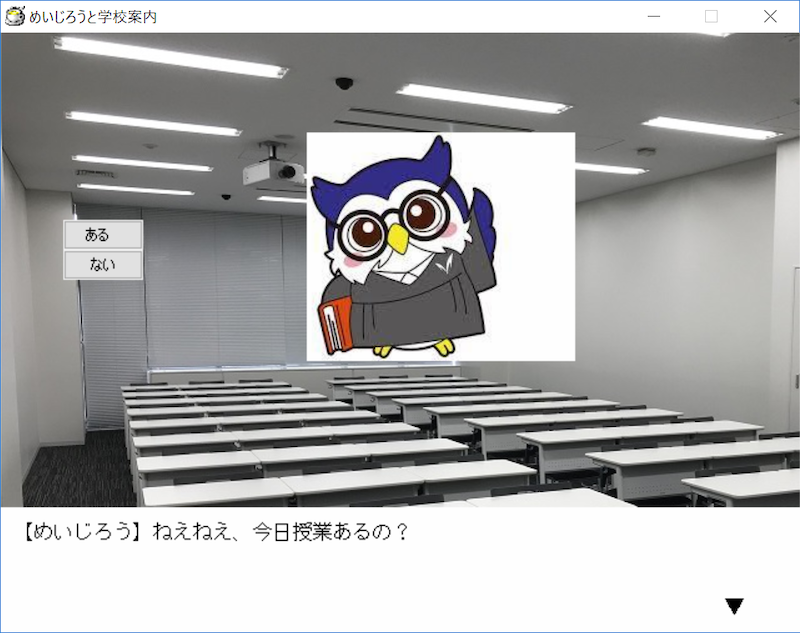 めいじろうと学校案内
ある
ない
【めいじろう】ねえねえ、今日授業あるの？